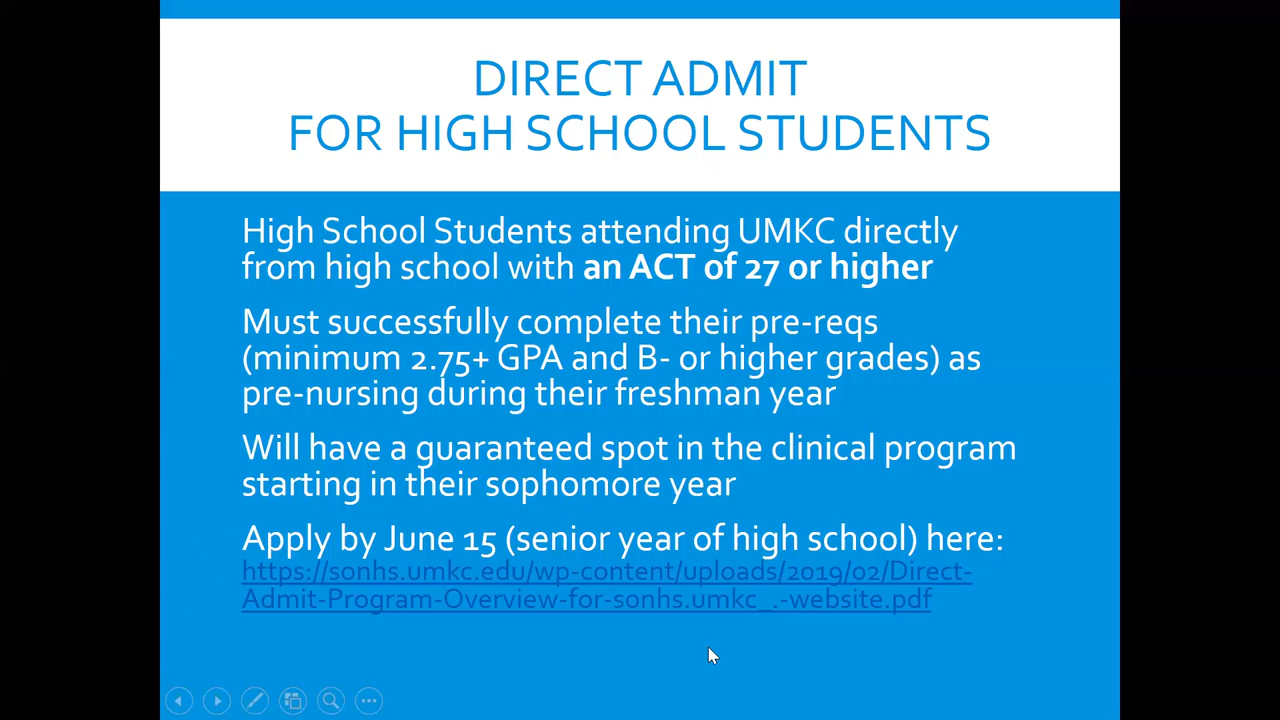 DIRECT ADMIT
FOR HIGH SCHOOL STUDENTS
High School Students attending UMKC directly
from high school with an ACT of 27 or higher
Must successfully complete their pre-reqs
(minimum 2.75+ GPA and B- or higher grades) as
pre-nursing during their freshman year
Will have a guaranteed spot in the clinical program
starting in their sophomore year
Apply by June 15 (senior year of high school) here:
https://sonhs.umkc.edu/wp-content/uploads/2019/02/Direct-
Admit-Program-Overview-for-sonhs.umkc_.-website.pdf